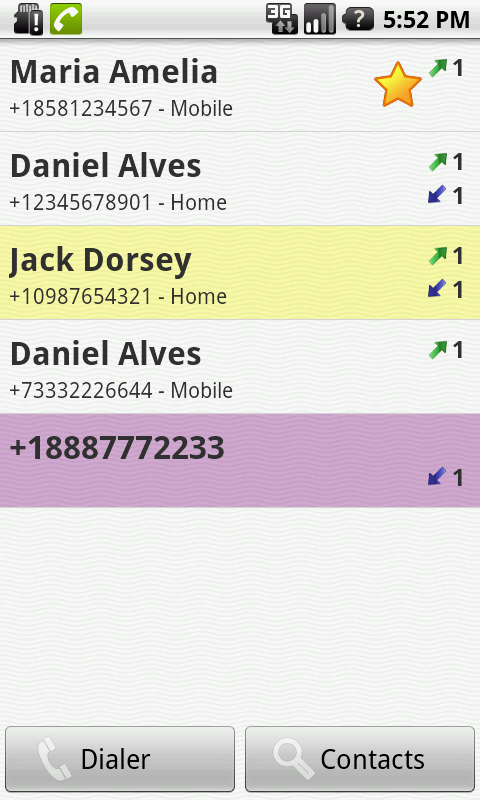 3G ? 5:52 PM
Maria Amelia 1
+18581234567 - Mobile
Daniel Alves 1
+12345678901 - Home 1
Jack Dorsey 1
+10987654321 - Home 1
Daniel Alves 1
+73332226644 - Mobile
+18887772233
1
Dialer Contacts